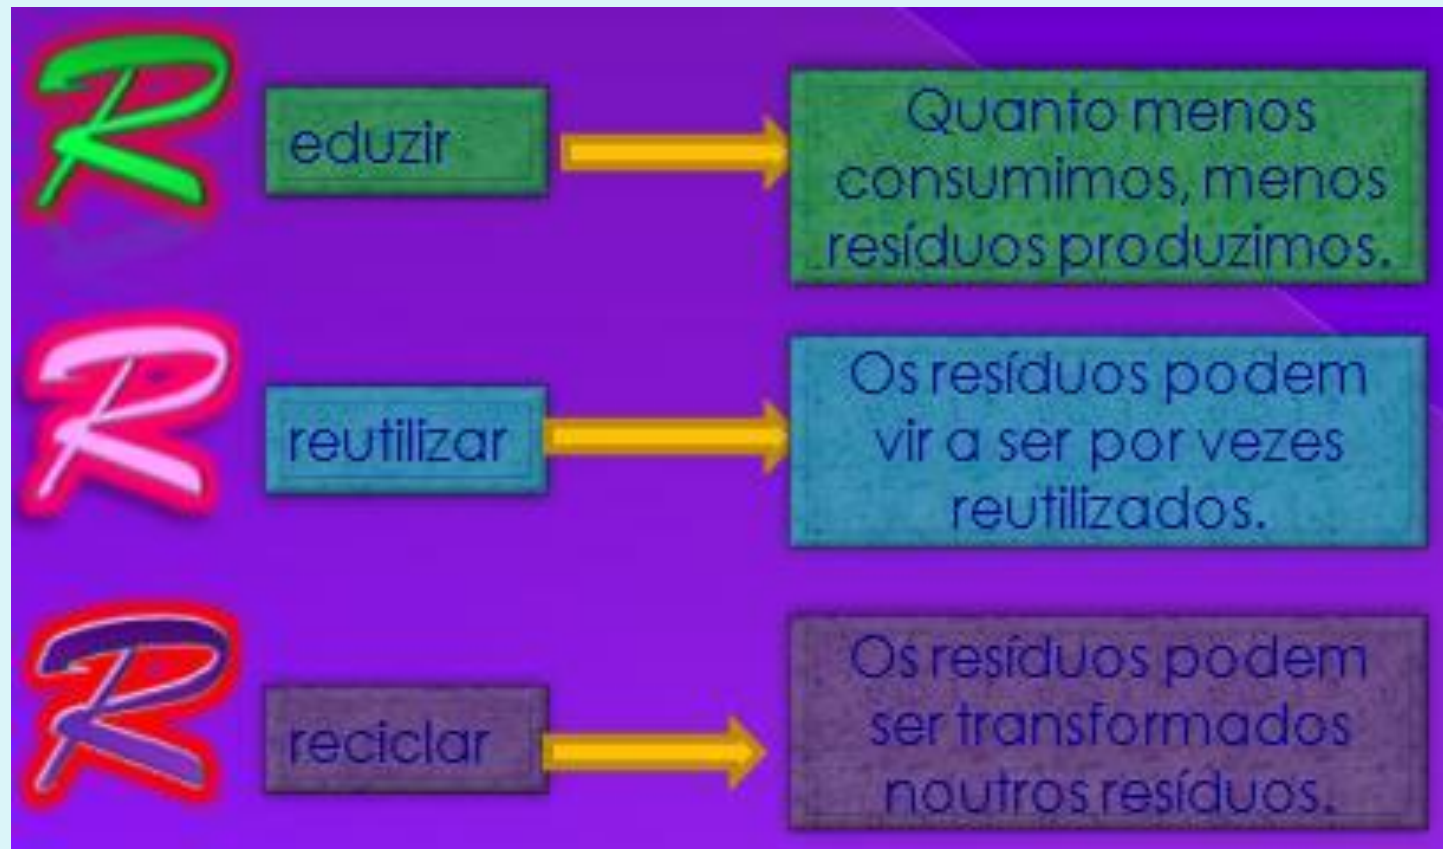 R eduzir
Quanto menos
consumimos, menos
resíduos produzimos.
R reutilizar
Os resíduos podem
vir a ser por vezes
reutilizados.
R reciclar
Os resíduos podem
ser transformados
noutros resíduos.